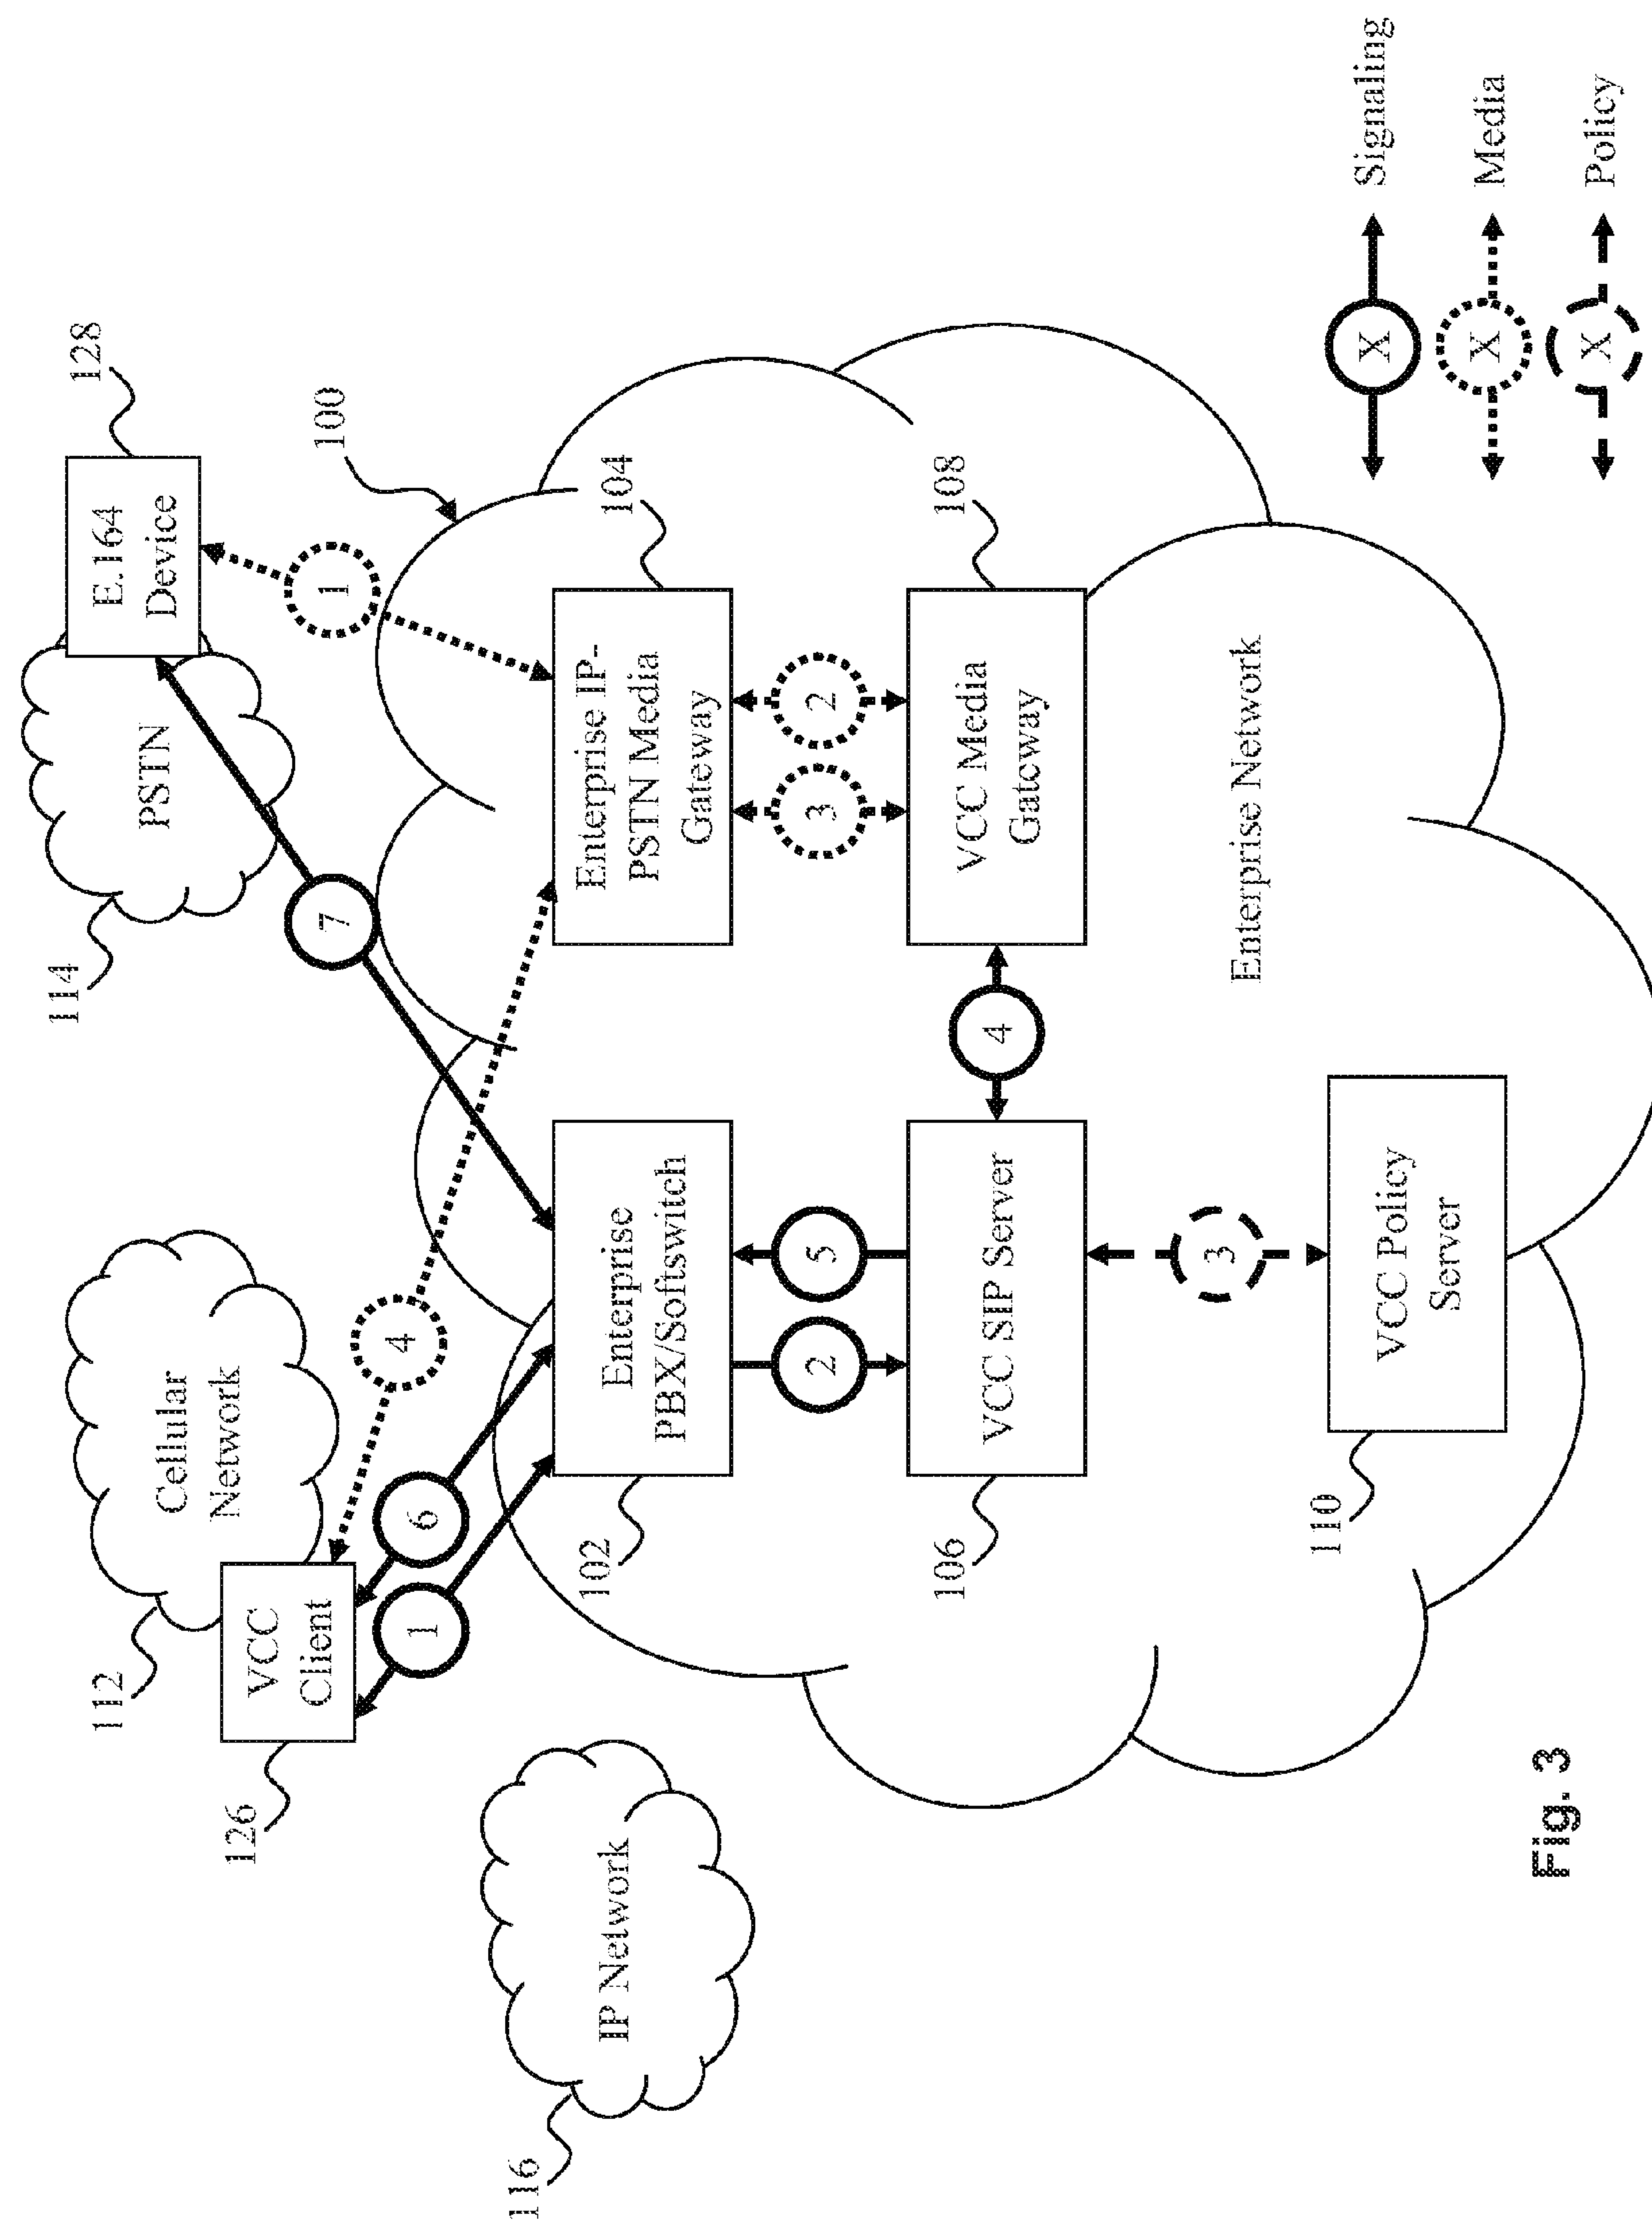 112
Cellular
Network
114
PSTN
128
E.164
Device
126
VCC
Client
100
1
6
4
7
1
116
IP Network
102
Enterprise
PBX/Softswitch
Enterprise IP-
PSTN Media
Gateway
104
2
5
3
2
106
VCC SIP Server
4
VCC Media
Gateway
108
3
Enterprise Network
110
VCC Policy
Server
X
Signaling
X
Media
X
Policy
Fig. 3